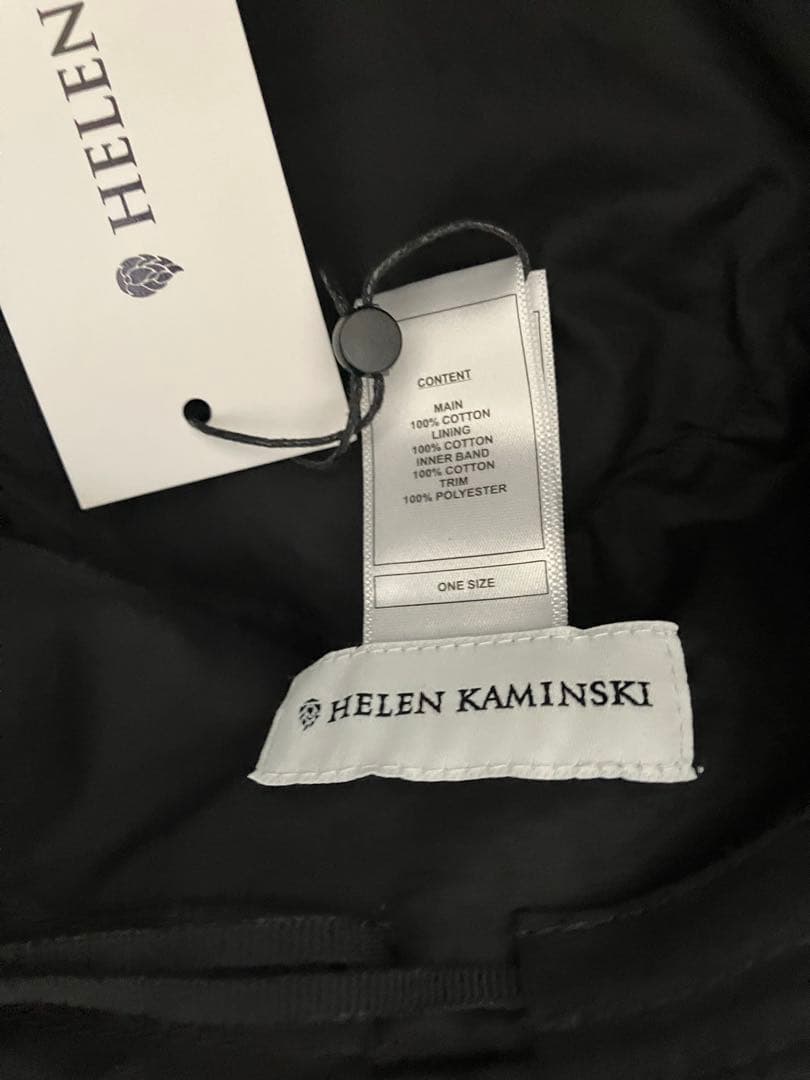 HELEN
CONTENT
MAIN
100% COTTON
LINING
100% COTTON
INNER BAND
100% COTTON
TRIM
100% POLYESTER
ONE SIZE
HELEN KAMINSKI